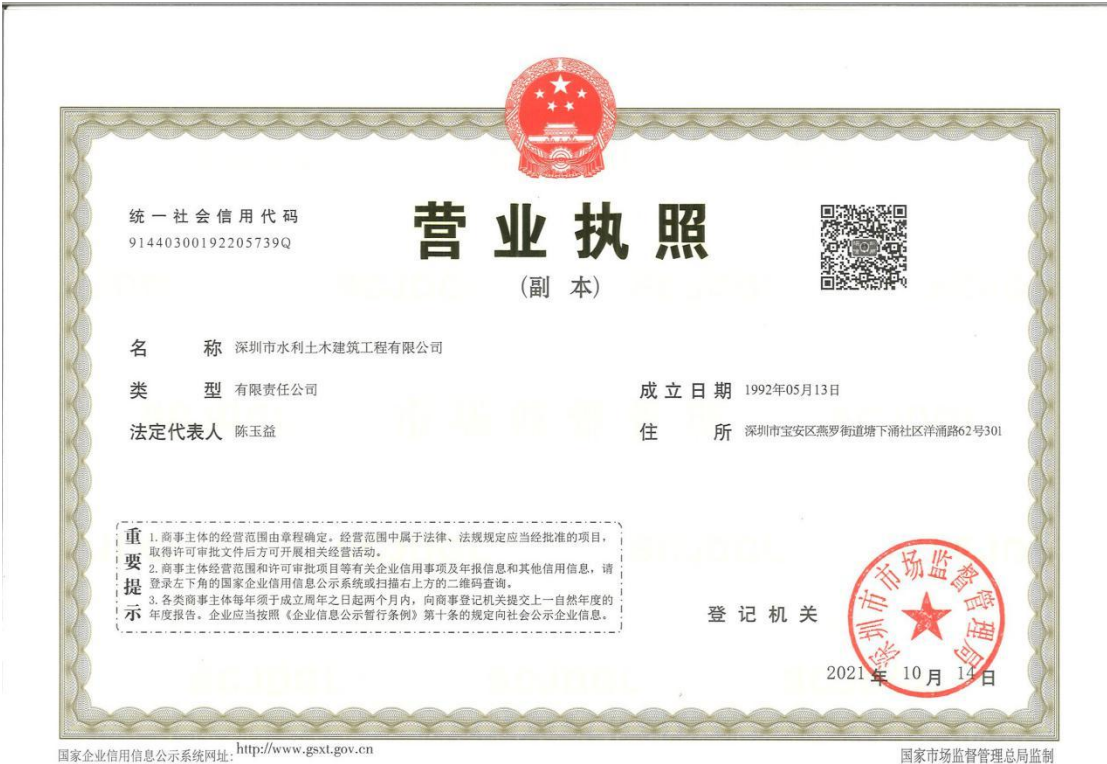 统一社会信用代码
91440300192205739Q
营业执照
(副 本)
名 称 深圳市水利土木建筑工程有限公司
类 型 有限责任公司
成立日期 1992年05月13日
法定代表人 陈玉益
住 所 深圳市宝安区燕罗街道塘下涌社区洋涌路62号301
重要提示
1.商事主体的经营范围由章程确定。经营范围中属于法律、法规规定应当经批准的项目，
取得许可审批文件后方可开展相关经营活动。
2.商事主体经营范围和许可审批项目等有关企业信用事项及年报信息和其他信用信息，请
登录左下角的国家企业信用信息公示系统或扫描右上方的二维码查询。
3.各类商事主体每年须于成立周年之日起两个月内，向商事登记机关提交上一自然年度的
年度报告。企业应当按照《企业信息公示暂行条例》第十条的规定向社会公示企业信息。
登记机关
深圳市市场监督管理局
2021年 10月 14日
国家企业信用信息公示系统网址: http://www.gsxt.gov.cn
国家市场监督管理总局监制